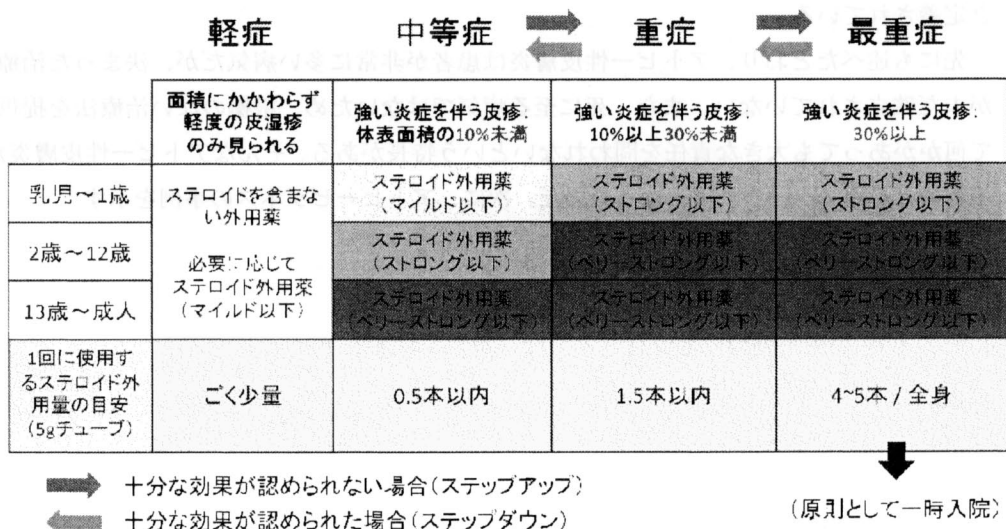 軽症 中等症 重症 最重症
面積にかかわらず
軽度の皮湿疹
のみ見られる
強い炎症を伴う皮疹:
体表面積の10%未満
強い炎症を伴う皮疹:
10%以上30%未満
強い炎症を伴う皮疹:
30%以上
乳児～1歳
ステロイドを含まな
い外用薬
必要に応じて
ステロイド外用薬
(マイルド以下)
ステロイド外用薬
(マイルド以下)
ステロイド外用薬
(ストロング以下)
ステロイド外用薬
(ストロング以下)
2歳～12歳
ステロイド外用薬
(ストロング以下)
ステロイド外用薬
(ベリーストロング以下)
ステロイド外用薬
(ベリーストロング以下)
13歳～成人
ステロイド外用薬
(ベリーストロング以下)
ステロイド外用薬
(ベリーストロング以下)
ステロイド外用薬
(ベリーストロング以下)
1回に使用す
るステロイド外
用量の目安
(5gチューブ)
ごく少量
0.5本以内
1.5本以内
4~5本 / 全身
十分な効果が認められない場合(ステップアップ)
十分な効果が認められた場合(ステップダウン)
(原則として一時入院)